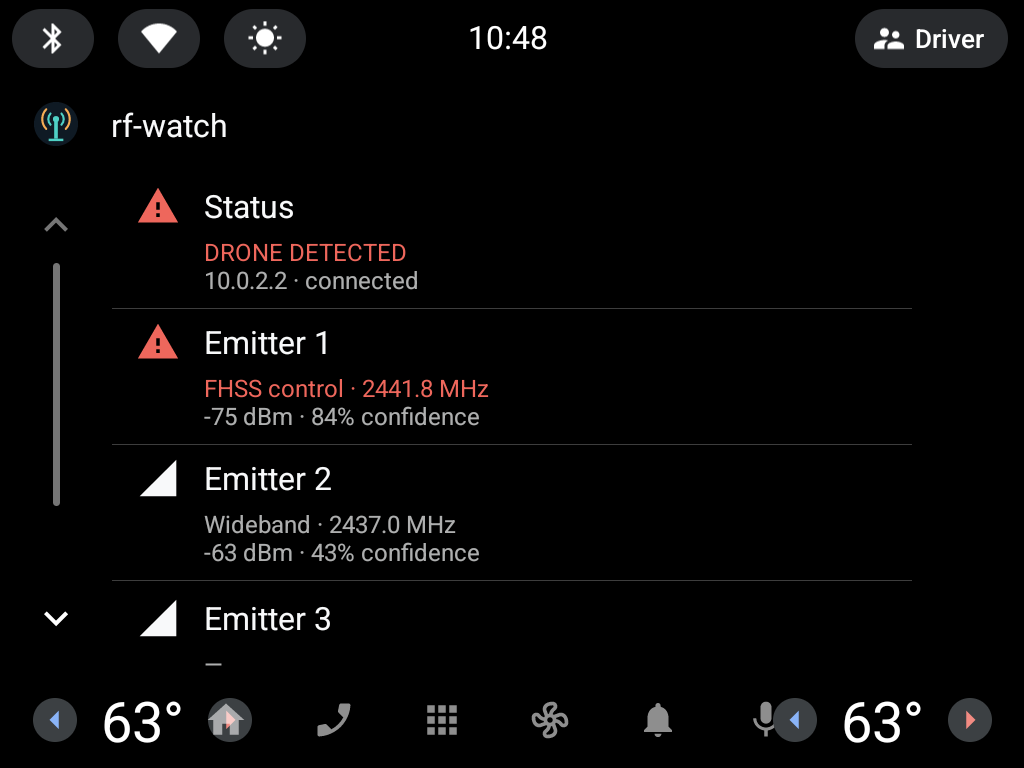 10:48
Driver
rf-watch
Status
DRONE DETECTED
10.0.2.2 · connected
Emitter 1
FHSS control · 2441.8 MHz
-75 dBm · 84% confidence
Emitter 2
Wideband · 2437.0 MHz
-63 dBm · 43% confidence
Emitter 3
—
63°
63°